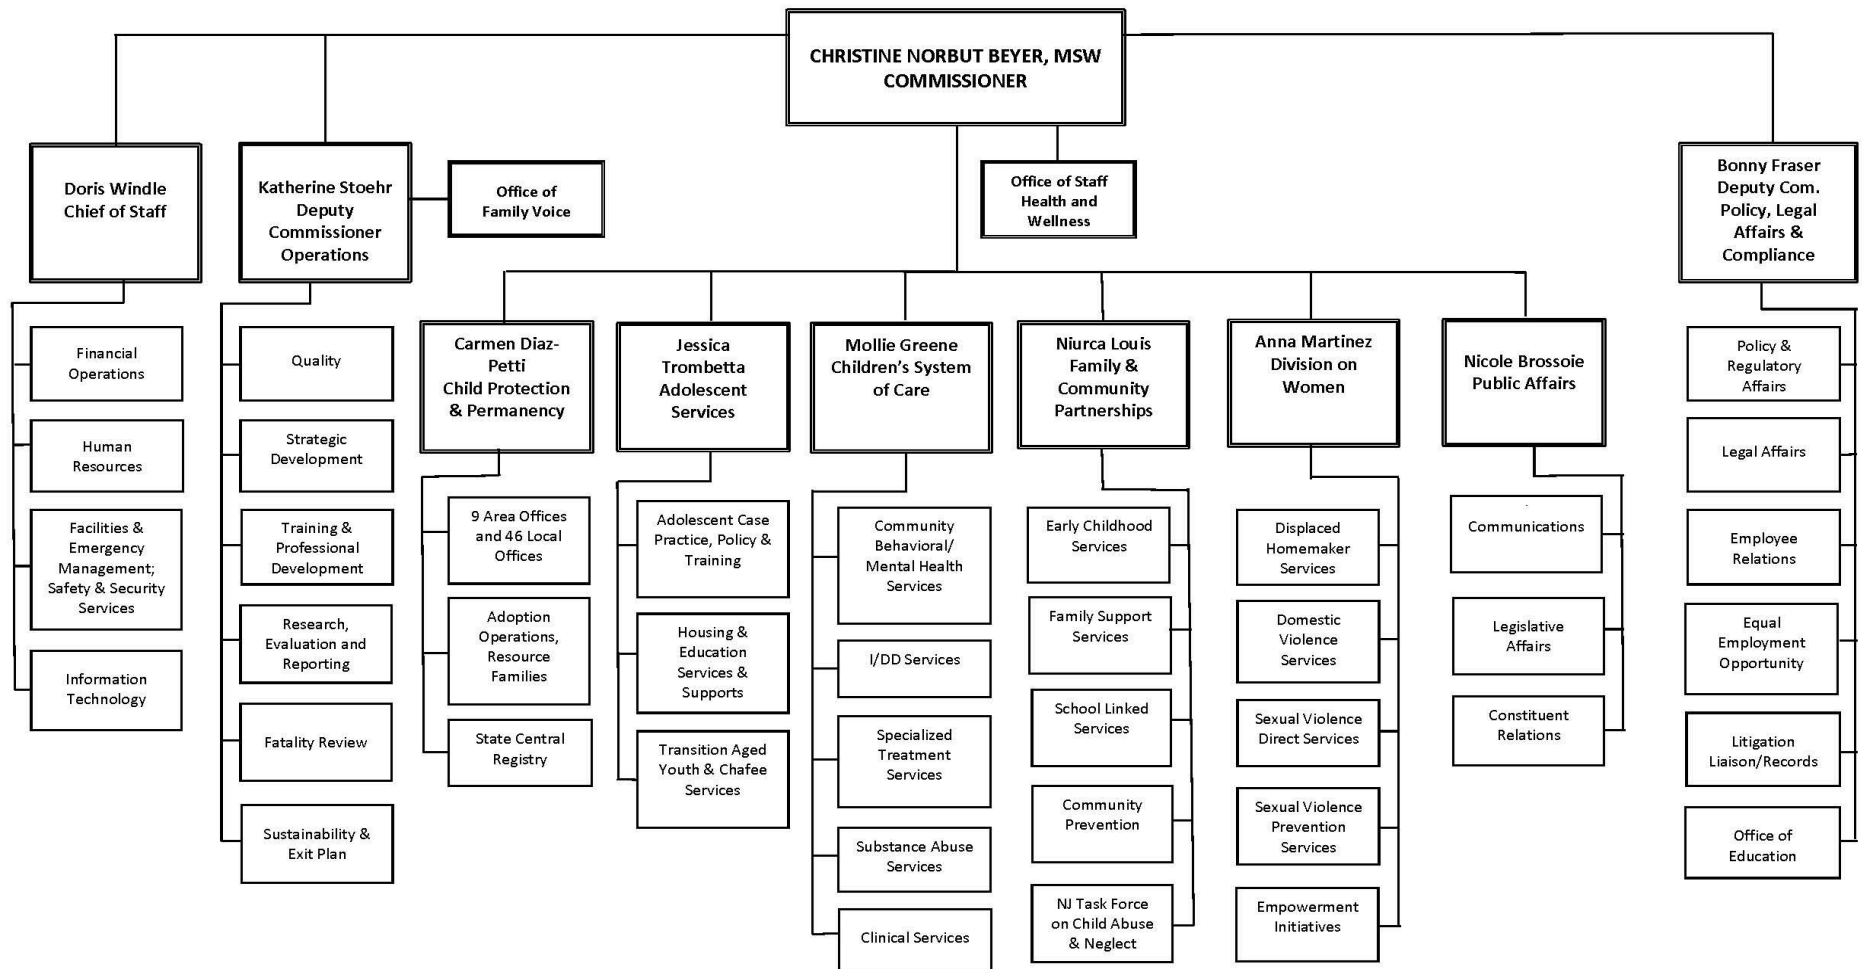 CHRISTINE NORBUT BEYER, MSW
COMMISSIONER
Doris Windle
Chief of Staff
Katherine Stoehr
Deputy
Commissioner
Operations
Office of
Family Voice
Office of Staff
Health and
Wellness
Bonny Fraser
Deputy Com.
Policy, Legal
Affairs &
Compliance
Financial
Operations
Human
Resources
Facilities &
Emergency
Management;
Safety & Security
Services
Information
Technology
Quality
Strategic
Development
Training &
Professional
Development
Research,
Evaluation and
Reporting
Fatality Review
Sustainability &
Exit Plan
Carmen Diaz-
Petti
Child Protection
& Permanency
9 Area Offices
and 46 Local
Offices
Adoption
Operations,
Resource
Families
State Central
Registry
Jessica
Trombetta
Adolescent
Services
Adolescent Case
Practice, Policy &
Training
Housing &
Education
Services &
Supports
Transition Aged
Youth & Chafee
Services
Mollie Greene
Children's System
of Care
Community
Behavioral/
Mental Health
Services
I/DD Services
Specialized
Treatment
Services
Substance Abuse
Services
Clinical Services
Niurca Louis
Family &
Community
Partnerships
Early Childhood
Services
Family Support
Services
School Linked
Services
Community
Prevention
NJ Task Force
on Child Abuse
& Neglect
Anna Martinez
Division on
Women
Displaced
Homemaker
Services
Domestic
Violence
Services
Sexual Violence
Direct Services
Sexual Violence
Prevention
Services
Empowerment
Initiatives
Nicole Brossoie
Public Affairs
Communications
Legislative
Affairs
Constituent
Relations
Policy &
Regulatory
Affairs
Legal Affairs
Employee
Relations
Equal
Employment
Opportunity
Litigation
Liaison/Records
Office of
Education